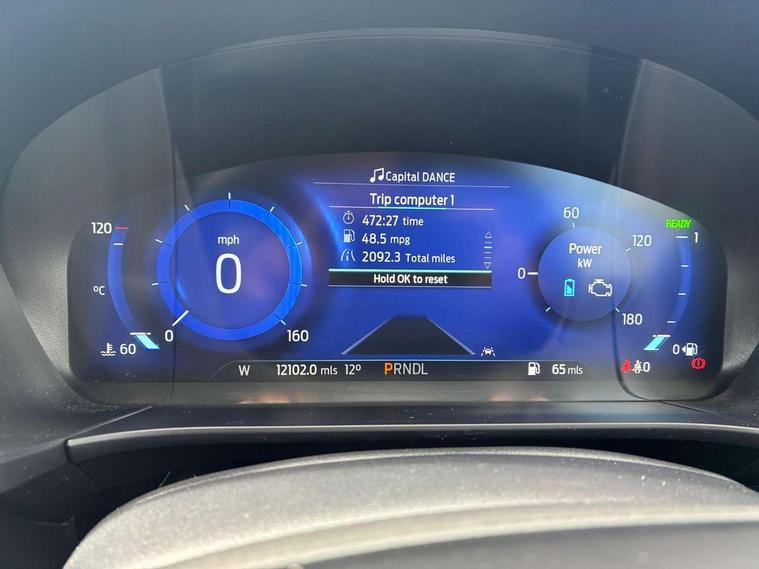 Capital DANCE
Trip computer 1
472:27 time
48.5 mpg
2092.3 Total miles
Hold OK to reset
120
°C
60
mph
0
0
160
Power
kW
0
60
120
180
READY
1
0
W 12102.0 mls 12° PRNDL 65 mls
0